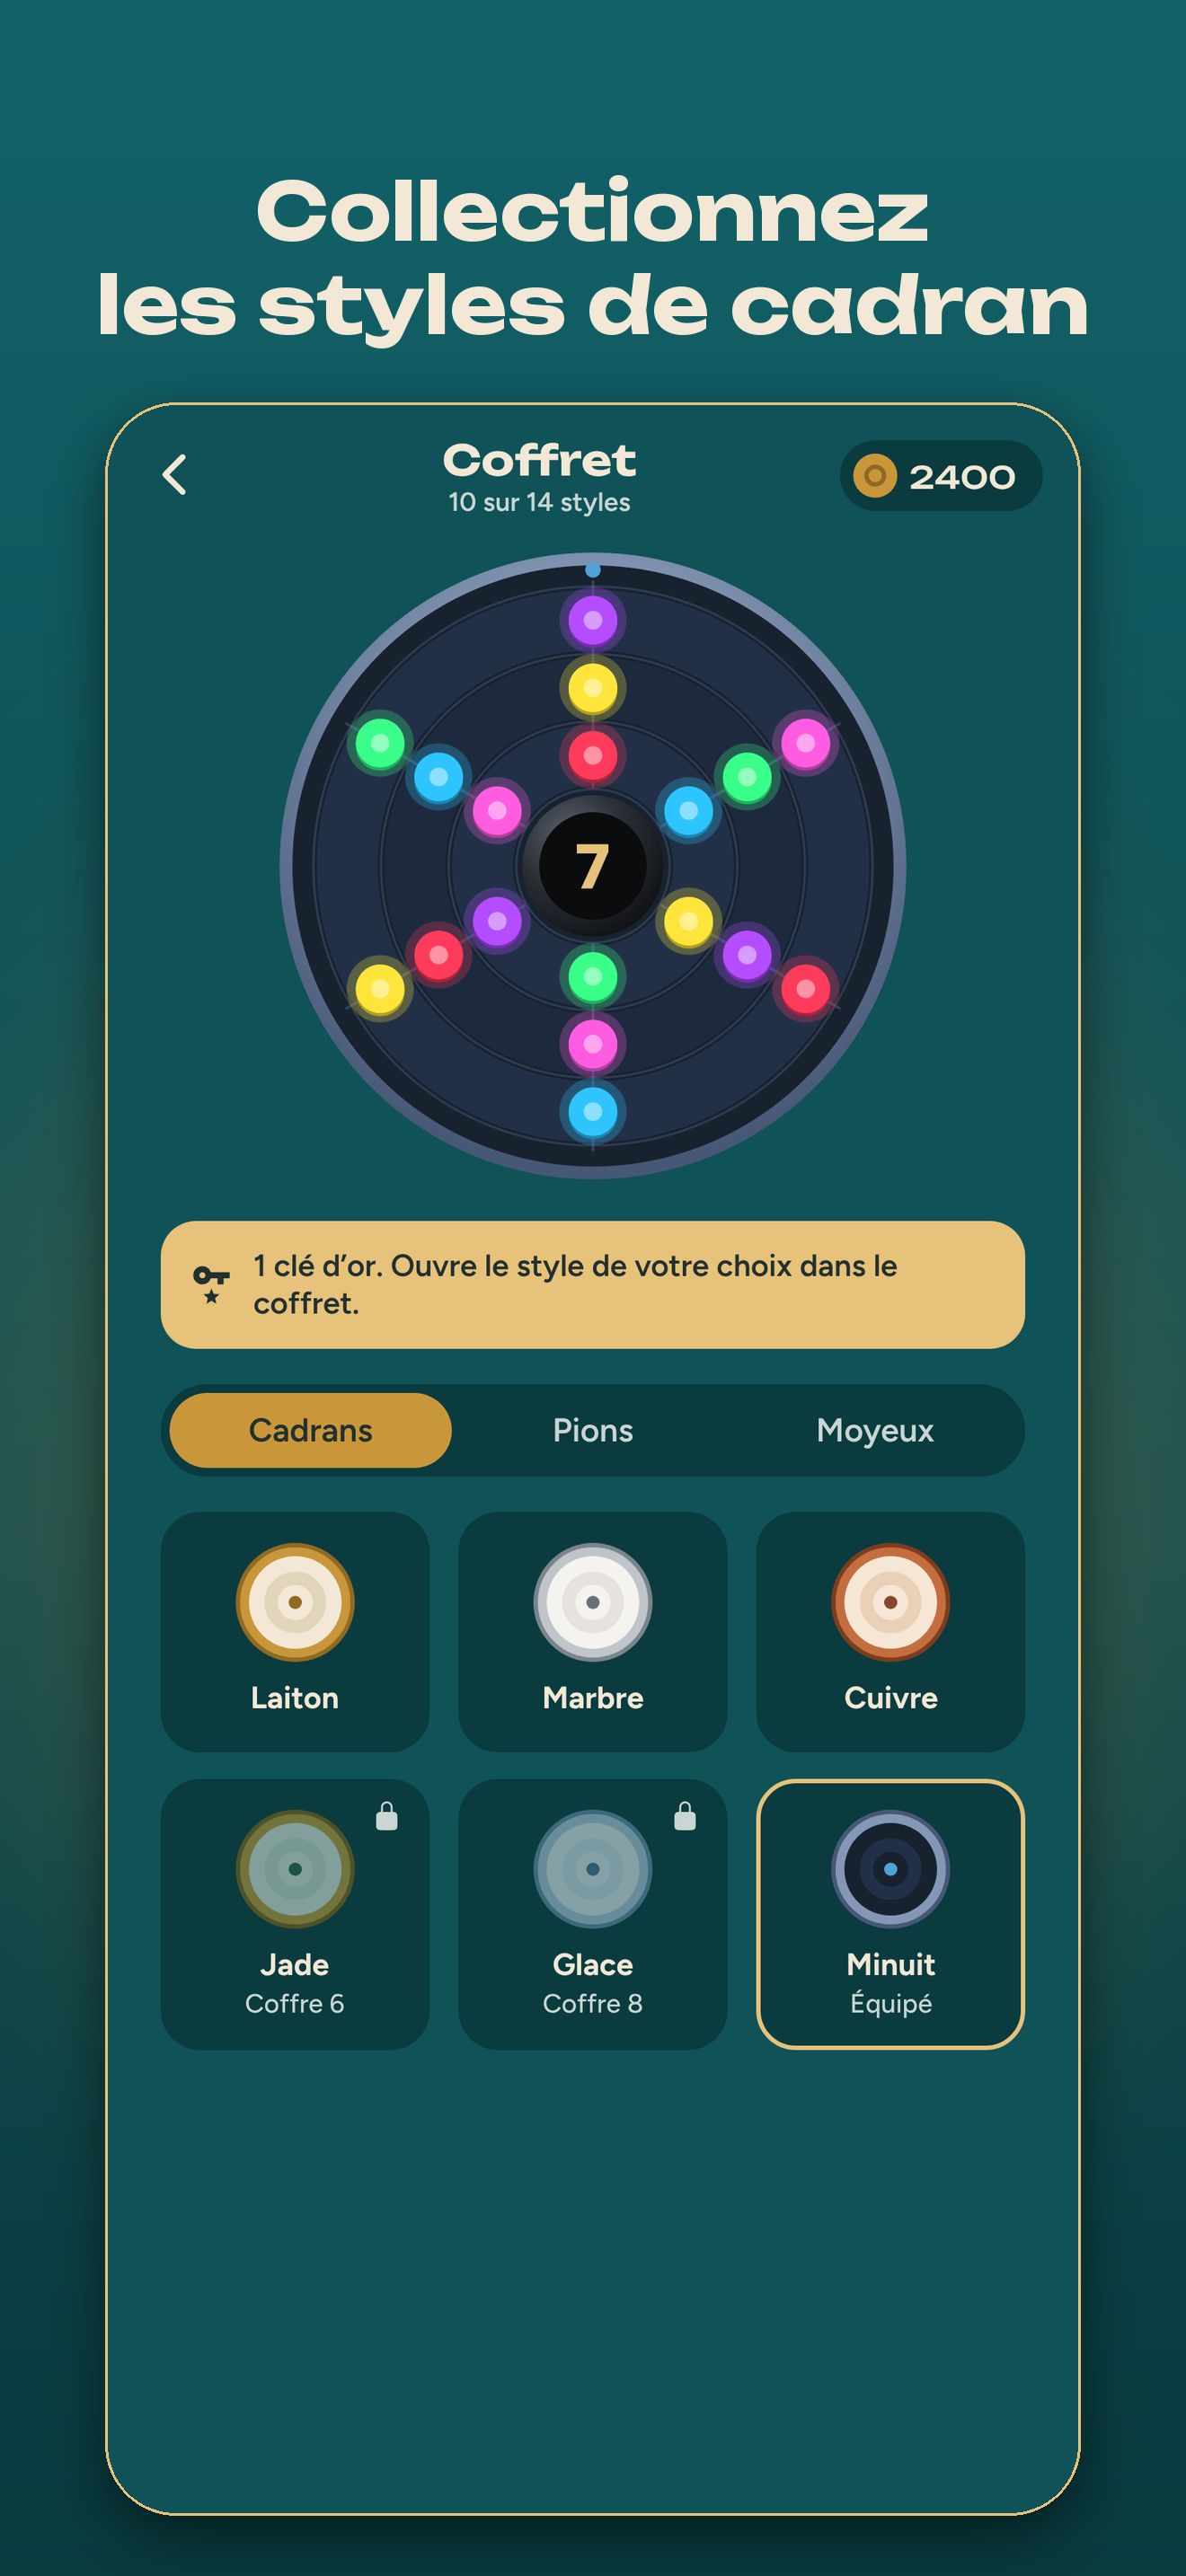 Collectionnez
les styles de cadran
Coffret
10 sur 14 styles
2400
7
1 clé d’or. Ouvre le style de votre choix dans le
coffret.
Cadrans
Pions
Moyeux
Laiton
Marbre
Cuivre
Jade
Coffre 6
Glace
Coffre 8
Minuit
Équipé